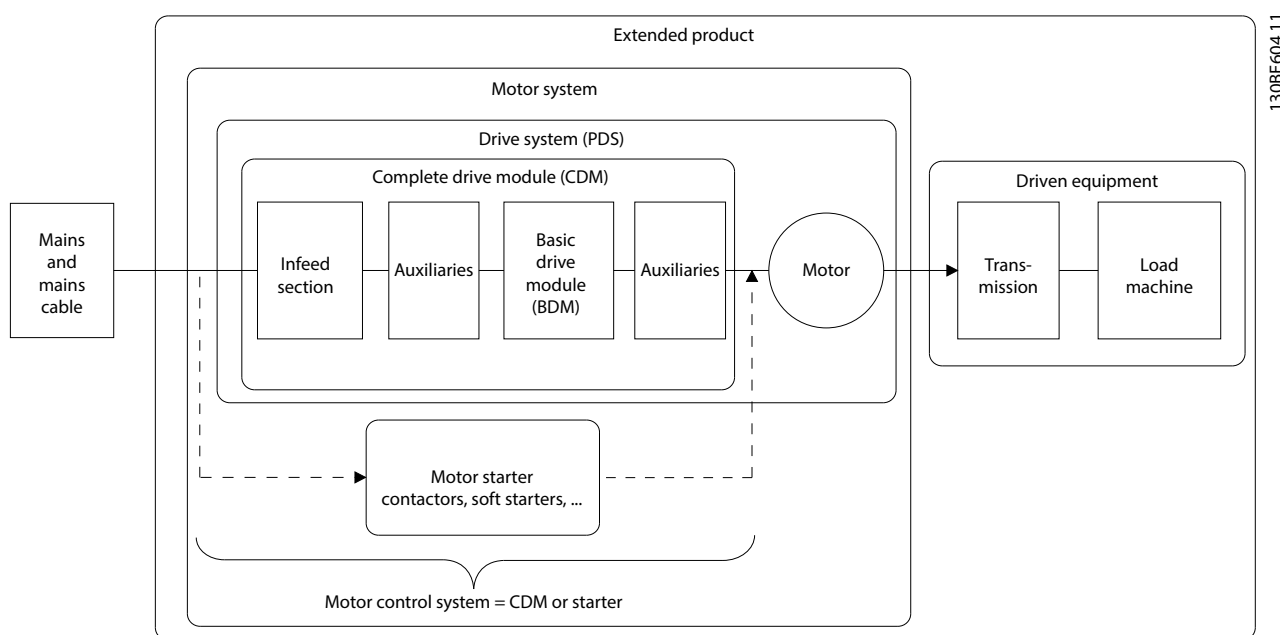 Extended product
130BF604.11
Motor system
Drive system (PDS)
Complete drive module (CDM)
Driven equipment
Mains
and
mains
cable
Infeed
section
Auxiliaries
Basic
drive
module
(BDM)
Auxiliaries
Motor
Trans-
mission
Load
machine
Motor starter
contactors, soft starters, ...
Motor control system = CDM or starter